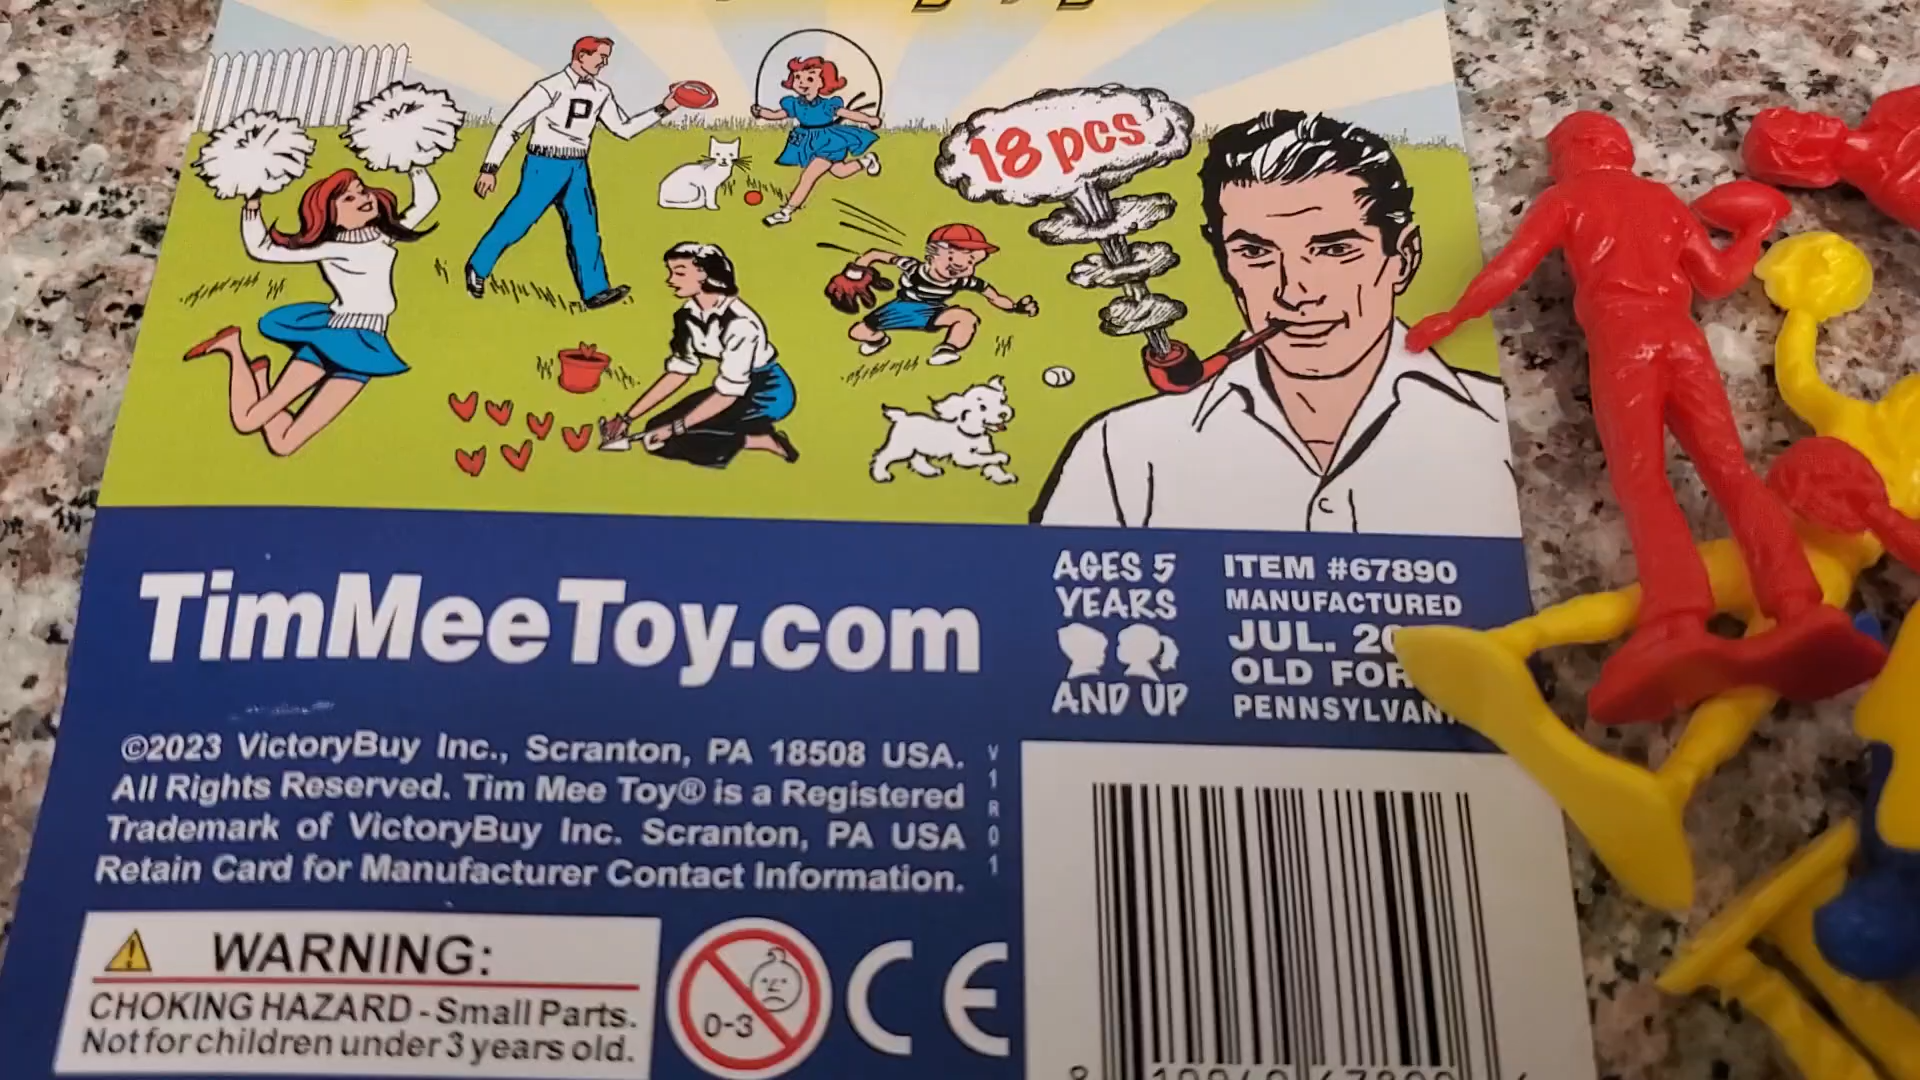 P
18 pcs
TimMeeToy.com
AGES 5
YEARS
AND UP
ITEM #67890
MANUFACTURED
JUL.
OLD
©2023 VictoryBuy Inc., Scranton, PA 18508 USA.
All Rights Reserved. Tim Mee Toy® is a Registered
Trademark of VictoryBuy Inc. Scranton, PA USA
Retain Card for Manufacturer Contact Information.
V1R01
WARNING:
CHOKING HAZARD - Small Parts.
Not for children under 3 years old.
0-3
CE